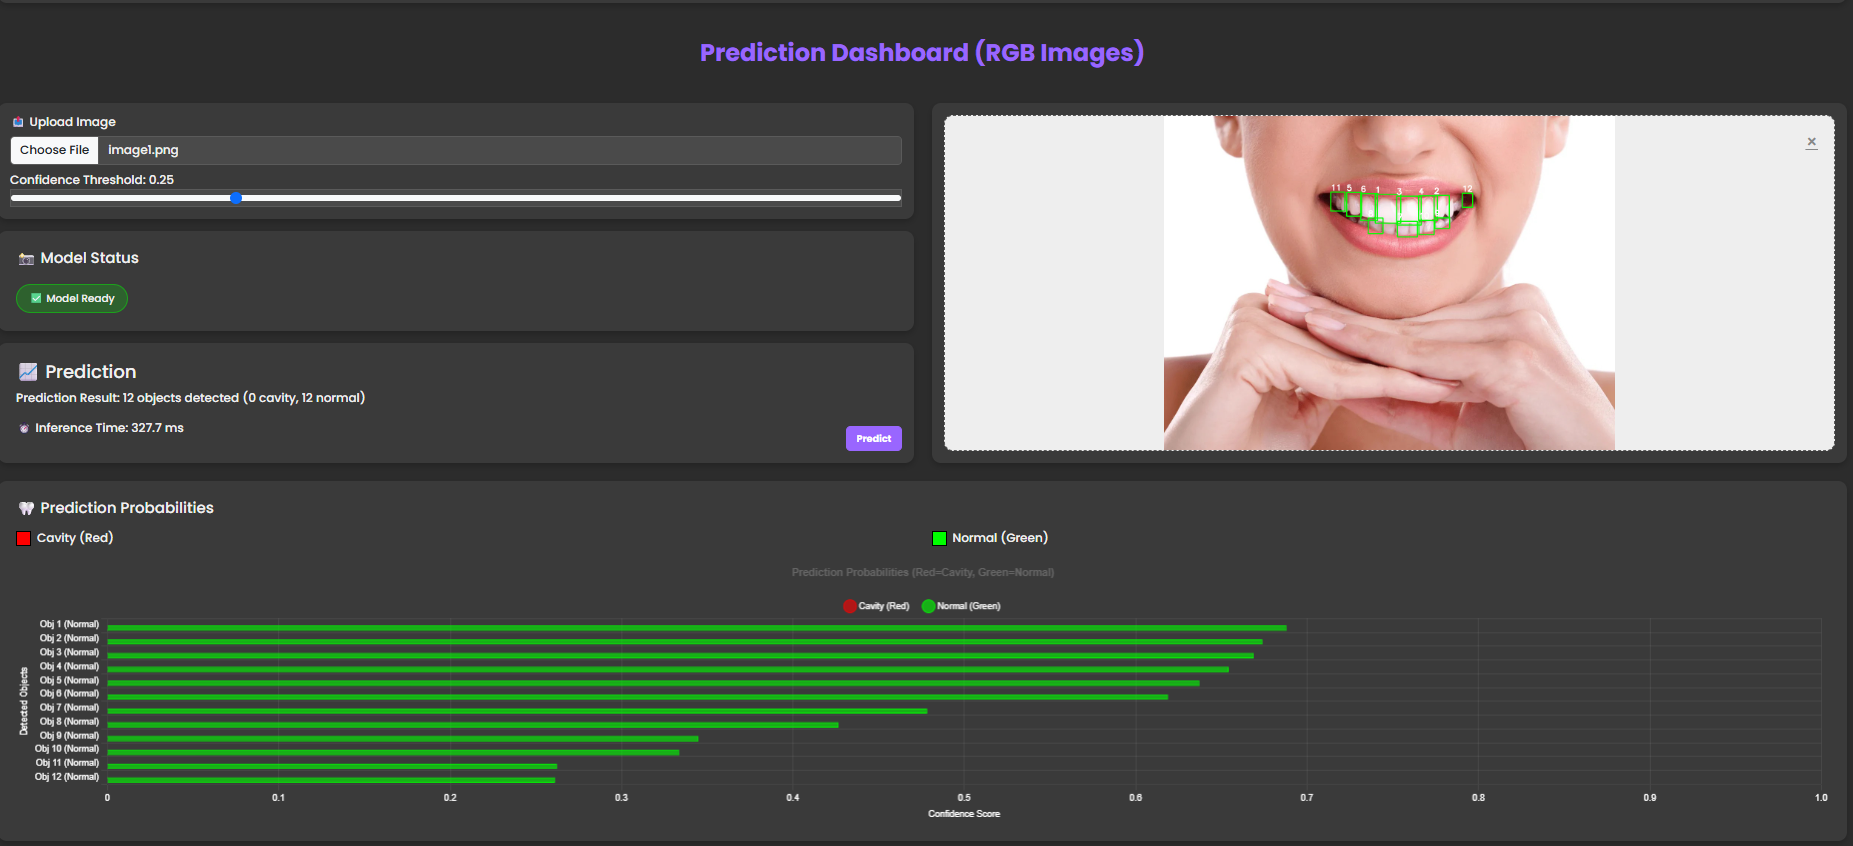 Prediction Dashboard (RGB Images)
Upload Image
Choose File image1.png
Confidence Threshold: 0.25
Model Status
Model Ready
Prediction
Prediction Result: 12 objects detected (0 cavity, 12 normal)
Inference Time: 327.7 ms
Predict
×
11 5 6 1 3 4 2 12
Prediction Probabilities
Cavity (Red)
Normal (Green)
Prediction Probabilities (Red=Cavity, Green=Normal)
Cavity (Red) Normal (Green)
Detected Objects
Obj 1 (Normal)
Obj 2 (Normal)
Obj 3 (Normal)
Obj 4 (Normal)
Obj 5 (Normal)
Obj 6 (Normal)
Obj 7 (Normal)
Obj 8 (Normal)
Obj 9 (Normal)
Obj 10 (Normal)
Obj 11 (Normal)
Obj 12 (Normal)
0 0.1 0.2 0.3 0.4 0.5 0.6 0.7 0.8 0.9 1.0
Confidence Score